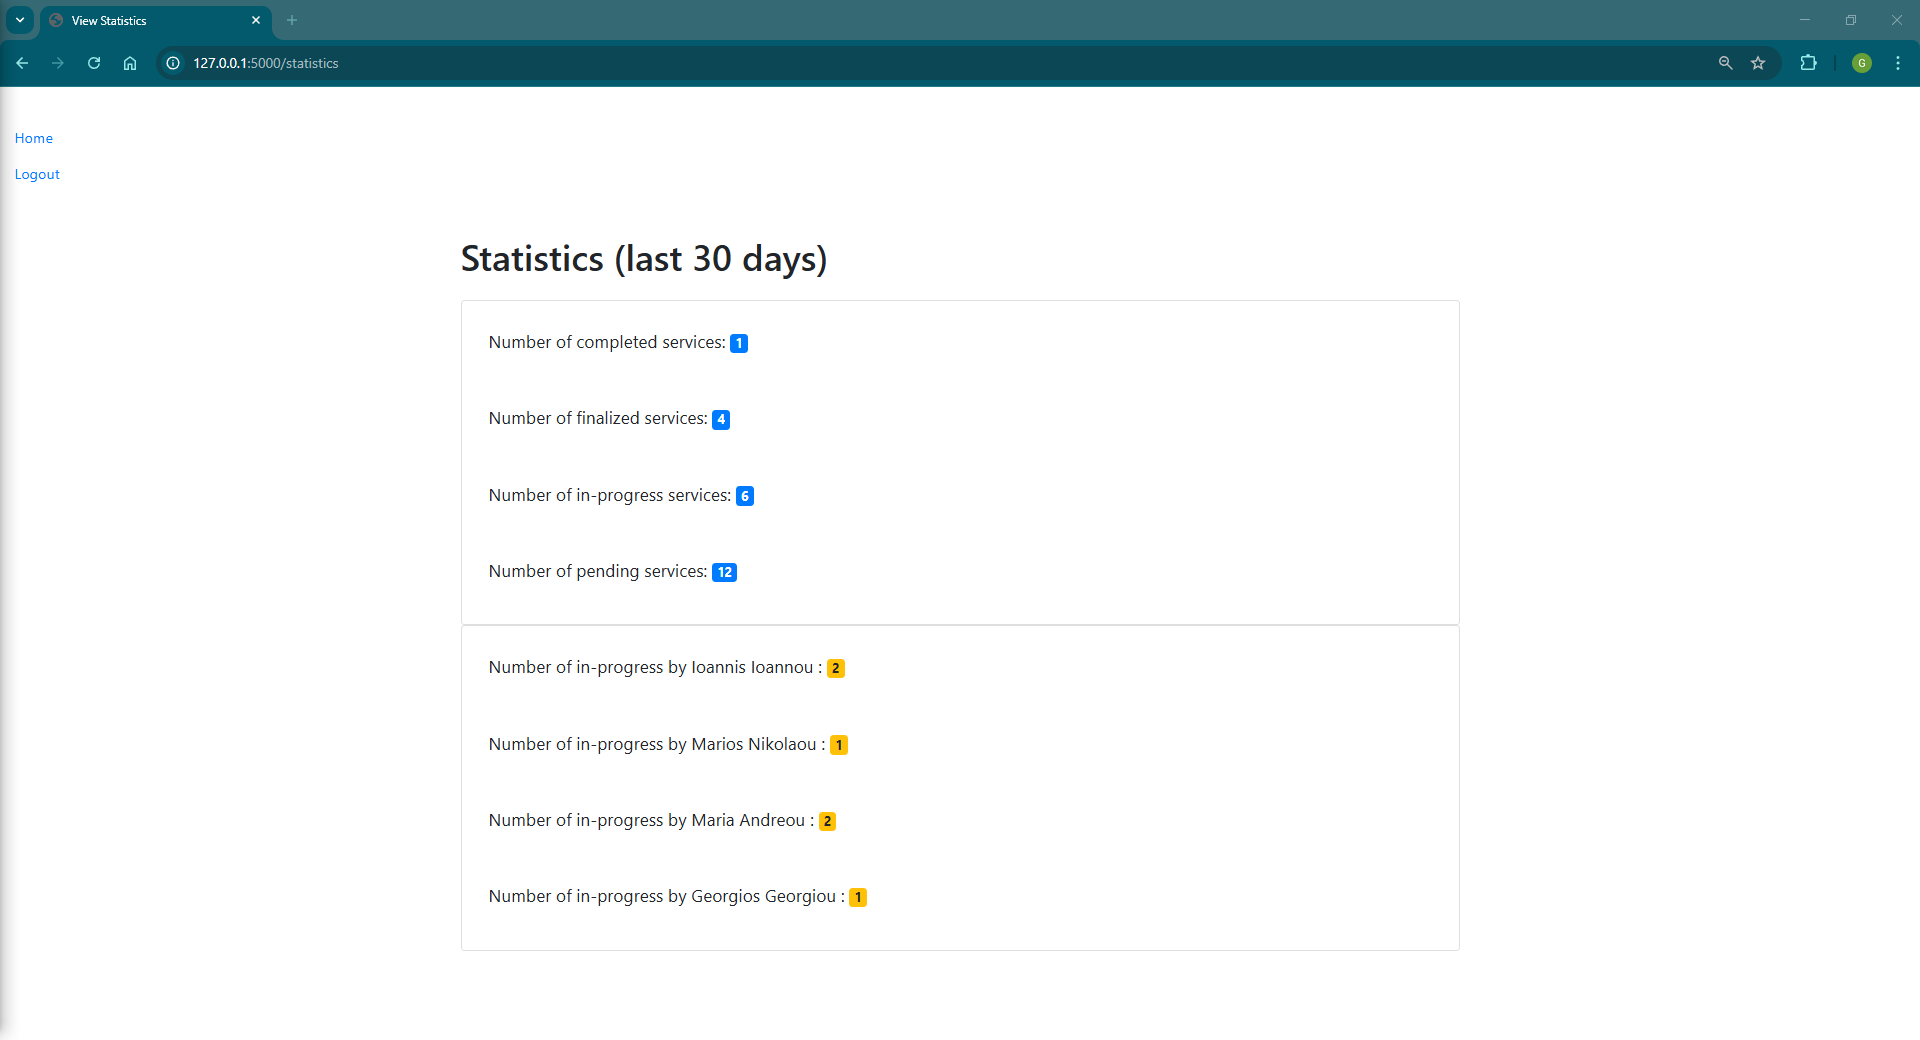 View Statistics
127.0.0.1:5000/statistics
G
Home
Logout
Statistics (last 30 days)
Number of completed services: 1
Number of finalized services: 4
Number of in-progress services: 6
Number of pending services: 12
Number of in-progress by Ioannis Ioannou : 2
Number of in-progress by Marios Nikolaou : 1
Number of in-progress by Maria Andreou : 2
Number of in-progress by Georgios Georgiou : 1